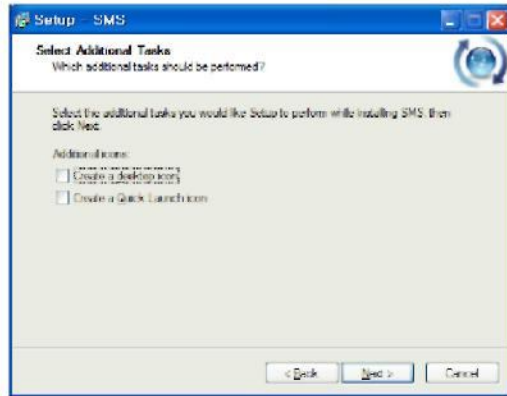 Setup - SMS
Select Additional Tasks
Which additional tasks should be performed?
Select the additional tasks you would like Setup to perform while installing SMS, then
click Next.
Additional icons:
Create a desktop icon
Create a Quick Launch icon
< Back
Next >
Cancel